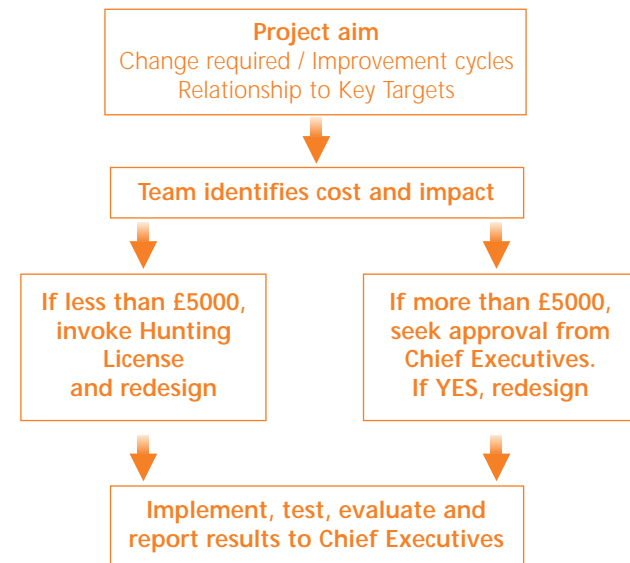 Project aim
Change required / Improvement cycles
Relationship to Key Targets
Team identifies cost and impact
If less than £5000,
invoke Hunting
License
and redesign
If more than £5000,
seek approval from
Chief Executives.
If YES, redesign
Implement, test, evaluate and
report results to Chief Executives